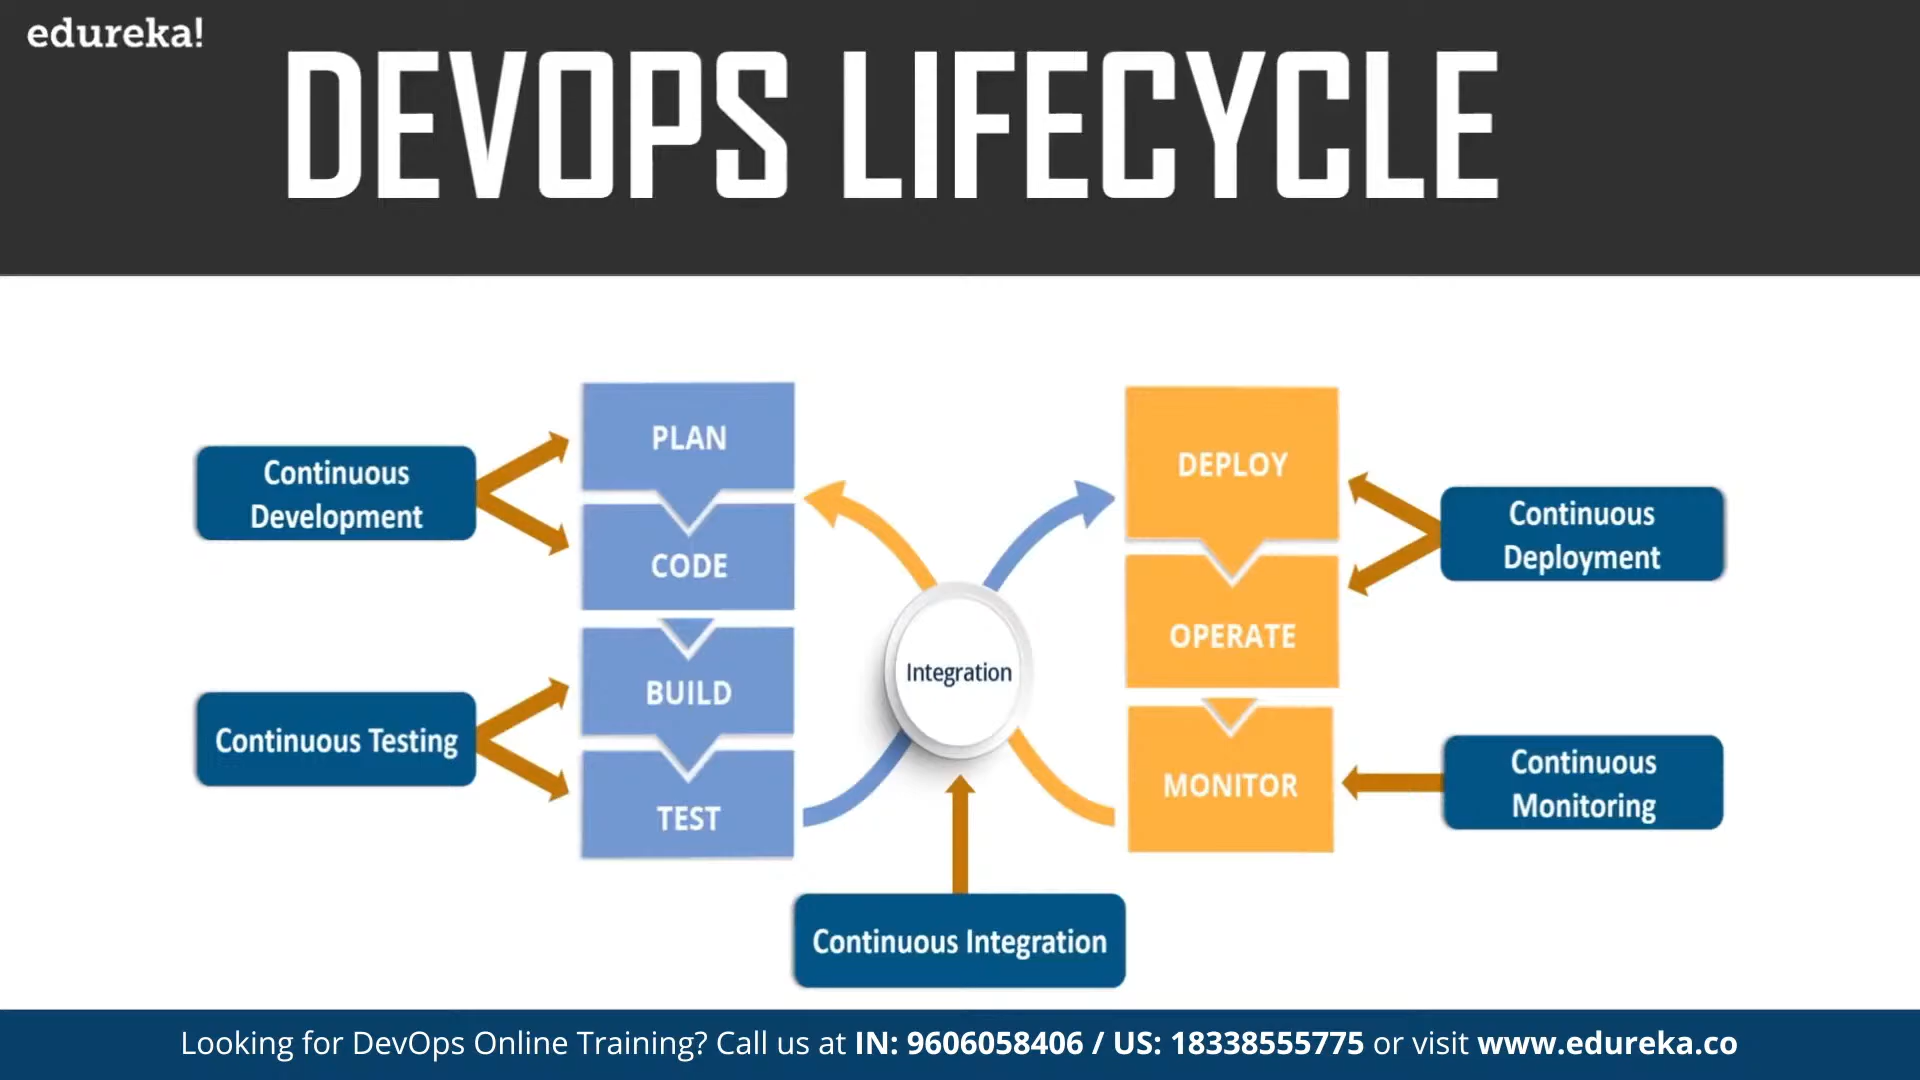 edureka!
DEVOPS LIFECYCLE
Continuous
Development
PLAN
CODE
Continuous Testing
BUILD
TEST
Integration
Continuous Integration
DEPLOY
OPERATE
MONITOR
Continuous
Deployment
Continuous
Monitoring
Looking for DevOps Online Training? Call us at IN: 9606058406 / US: 18338555775 or visit www.edureka.co